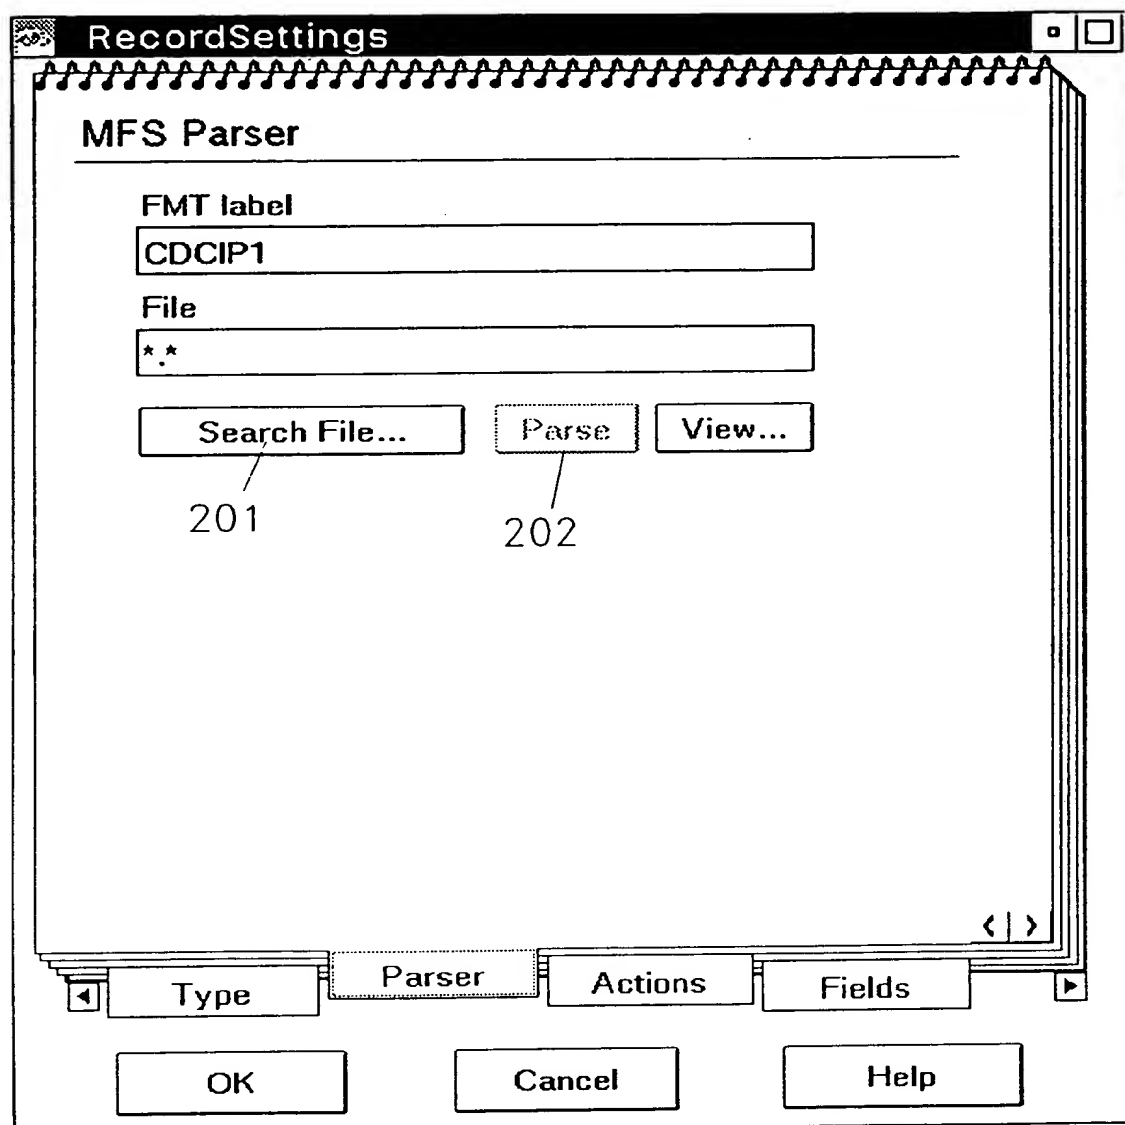 RecordSettings
MFS Parser
FMT label
CDCIP1
File
*.*
Search File... Parse View...
201 202
Type Parser Actions Fields
OK Cancel Help